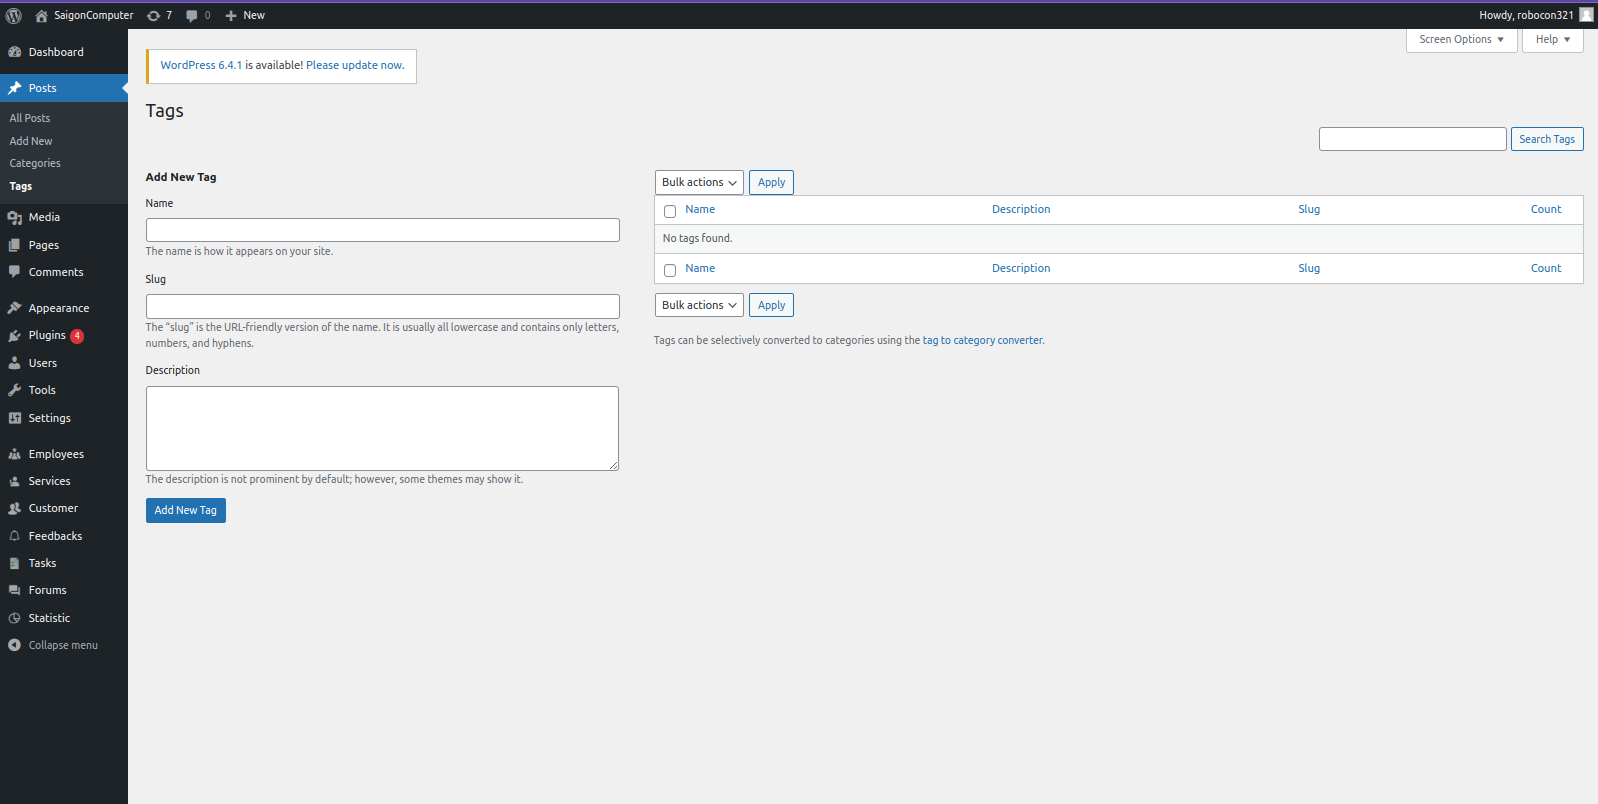 SaigonComputer 7 0 New Howdy, robocon321
Dashboard
Posts
All Posts
Add New
Categories
Tags
Media
Pages
Comments
Appearance
Plugins 4
Users
Tools
Settings
Employees
Services
Customer
Feedbacks
Tasks
Forums
Statistic
Collapse menu
Screen Options Help
WordPress 6.4.1 is available! Please update now.
Tags
Search Tags
Add New Tag
Name
The name is how it appears on your site.
Slug
The “slug” is the URL-friendly version of the name. It is usually all lowercase and contains only letters,
numbers, and hyphens.
Description
The description is not prominent by default; however, some themes may show it.
Add New Tag
Bulk actions Apply
Name Description Slug Count
No tags found.
Name Description Slug Count
Bulk actions Apply
Tags can be selectively converted to categories using the tag to category converter.